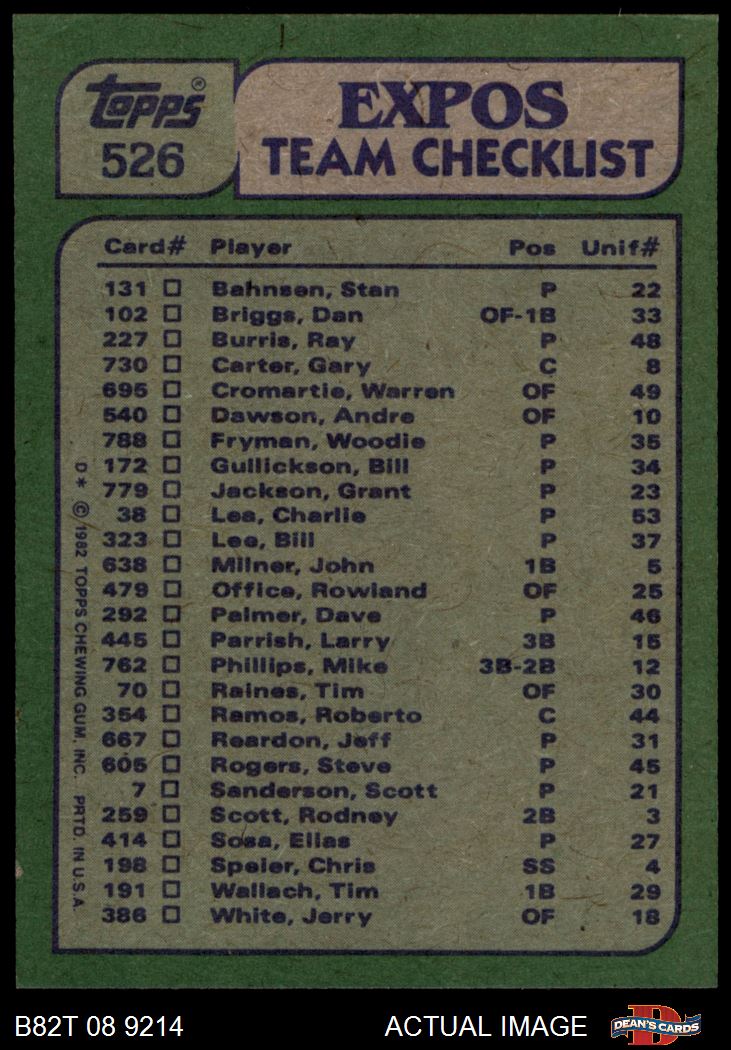 Topps®
526
EXPOS
TEAM CHECKLIST
Card# Player Pos Unif#
131 Bahnsen, Stan P 22
102 Briggs, Dan OF-1B 33
227 Burris, Ray P 48
730 Carter, Gary C 8
695 Cromartie, Warren OF 49
540 Dawson, Andre OF 10
788 Fryman, Woodie P 35
172 Gullickson, Bill P 34
779 Jackson, Grant P 23
38 Lea, Charlie P 53
323 Lee, Bill P 37
638 Milner, John 1B 5
479 Office, Rowland OF 25
292 Palmer, Dave P 46
445 Parrish, Larry 3B 15
762 Phillips, Mike 3B-2B 12
70 Raines, Tim OF 30
354 Ramos, Roberto C 44
667 Reardon, Jeff P 31
605 Rogers, Steve P 45
7 Sanderson, Scott P 21
259 Scott, Rodney 2B 3
414 Sosa, Elias P 27
198 Speier, Chris SS 4
191 Wallach, Tim 1B 29
386 White, Jerry OF 18
D* © 1982 TOPPS CHEWING GUM, INC. PRTD. IN U.S.A.
B82T 08 9214 ACTUAL IMAGE
DEAN'S CARDS